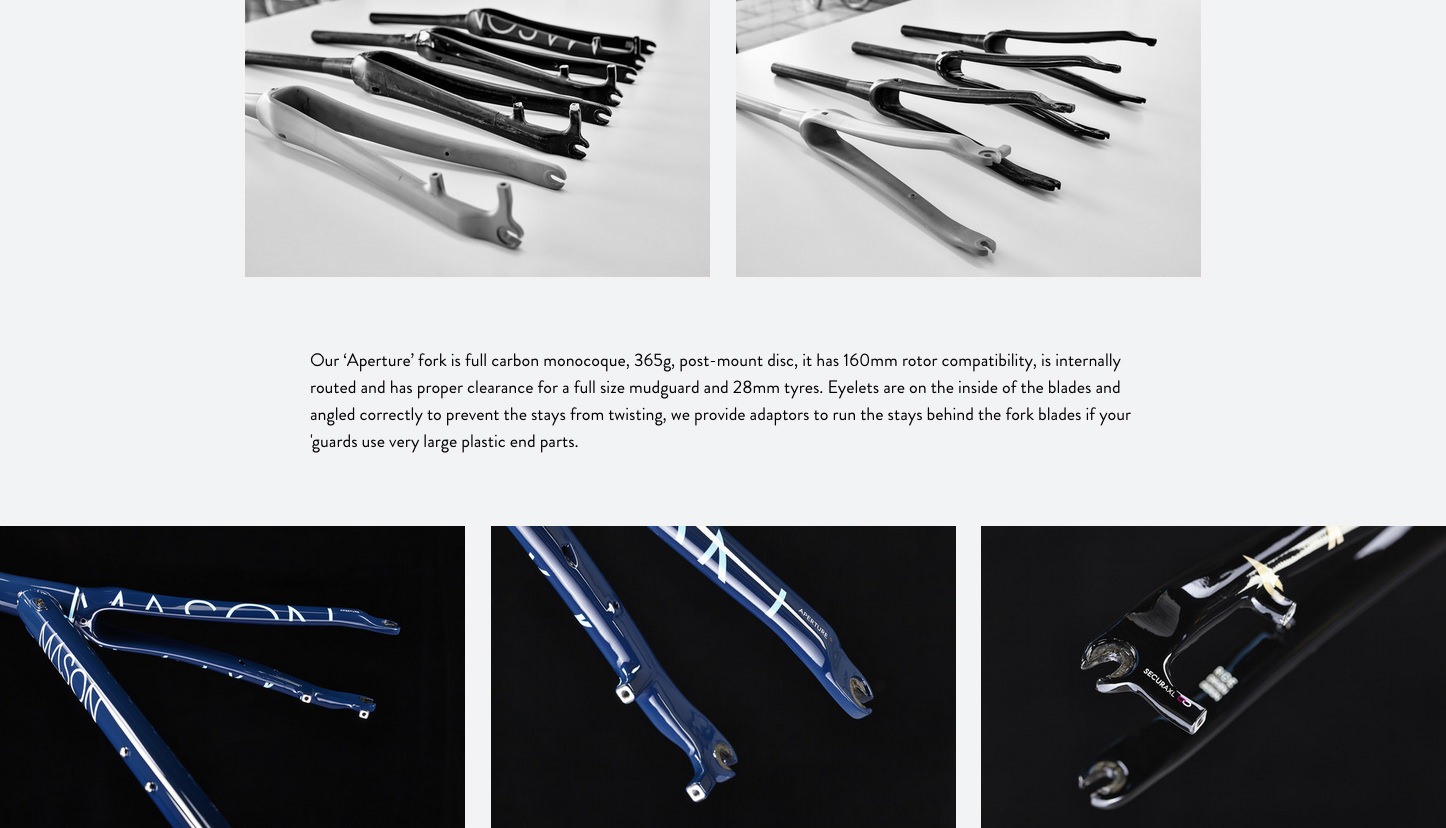 MASON
Our ‘Aperture’ fork is full carbon monocoque, 365g, post-mount disc, it has 160mm rotor compatibility, is internally
routed and has proper clearance for a full size mudguard and 28mm tyres. Eyelets are on the inside of the blades and
angled correctly to prevent the stays from twisting, we provide adaptors to run the stays behind the fork blades if your
'guards use very large plastic end parts.
MASON
MASON
APERTURE
SECURAXL